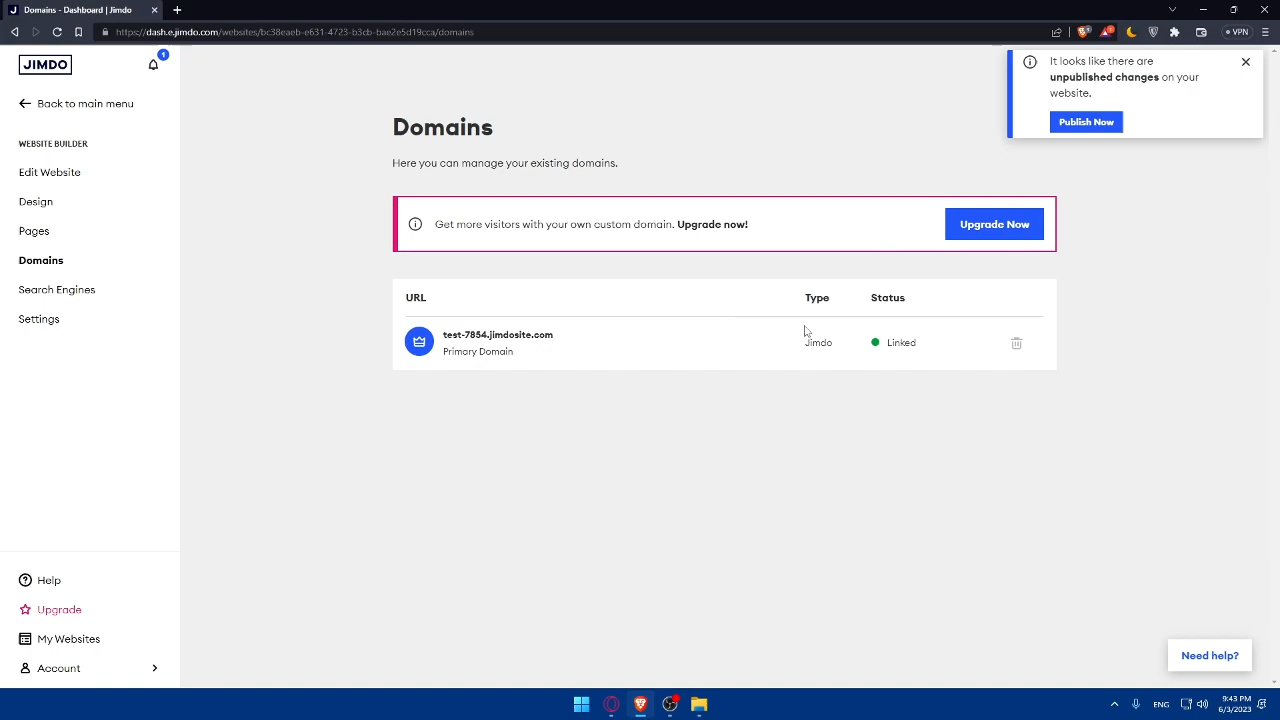 Domains - Dashboard | Jimdo
https://dash.e.jimdo.com/websites/bc38eaeb-e631-4723-b3cb-bae2e5d19cca/domains
VPN
JIMDO
1
Back to main menu
WEBSITE BUILDER
Edit Website
Design
Pages
Domains
Search Engines
Settings
Help
Upgrade
My Websites
Account
It looks like there are
unpublished changes on your
website.
Publish Now
Domains
Here you can manage your existing domains.
Get more visitors with your own custom domain. Upgrade now!
Upgrade Now
URL Type Status
test-7854.jimdosite.com
Primary Domain
Jimdo
Linked
Need help?
ENG
9:43 PM
6/3/2023